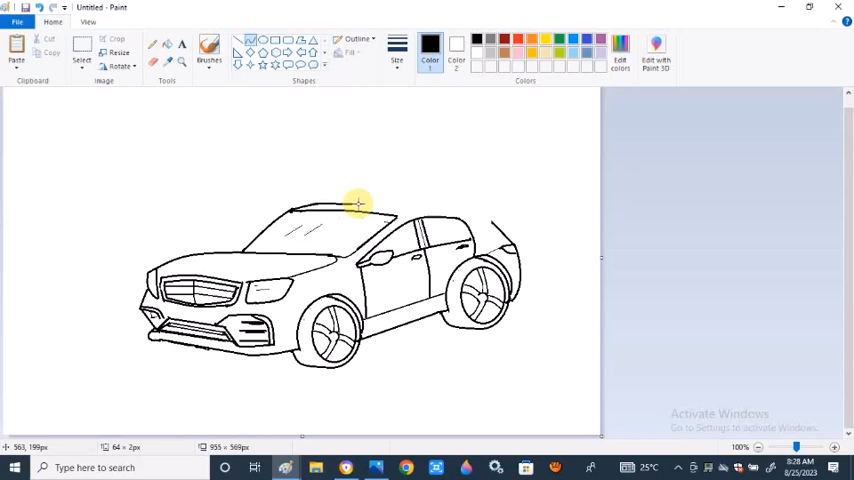 Untitled - Paint
File Home View
Paste
Cut
Copy
Clipboard
Select
Crop
Resize
Rotate
Image
Tools
Brushes
Outline
Fill
Shapes
Size
Color 1
Color 2
Edit colors
Colors
Edit with Paint 3D
Activate Windows
Go to Settings to activate Windows.
563, 199px
64 × 2px
955 × 569px
100%
Type here to search
25°C
8:28 AM
8/25/2023